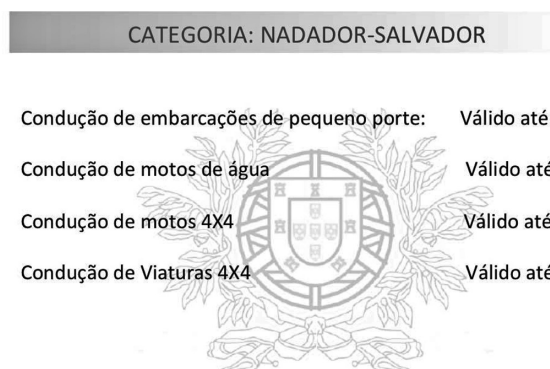 CATEGORIA: NADADOR-SALVADOR
Condução de embarcações de pequeno porte: Válido até
Condução de motos de água Válido até
Condução de motos 4X4 Válido até
Condução de Viaturas 4X4 Válido até